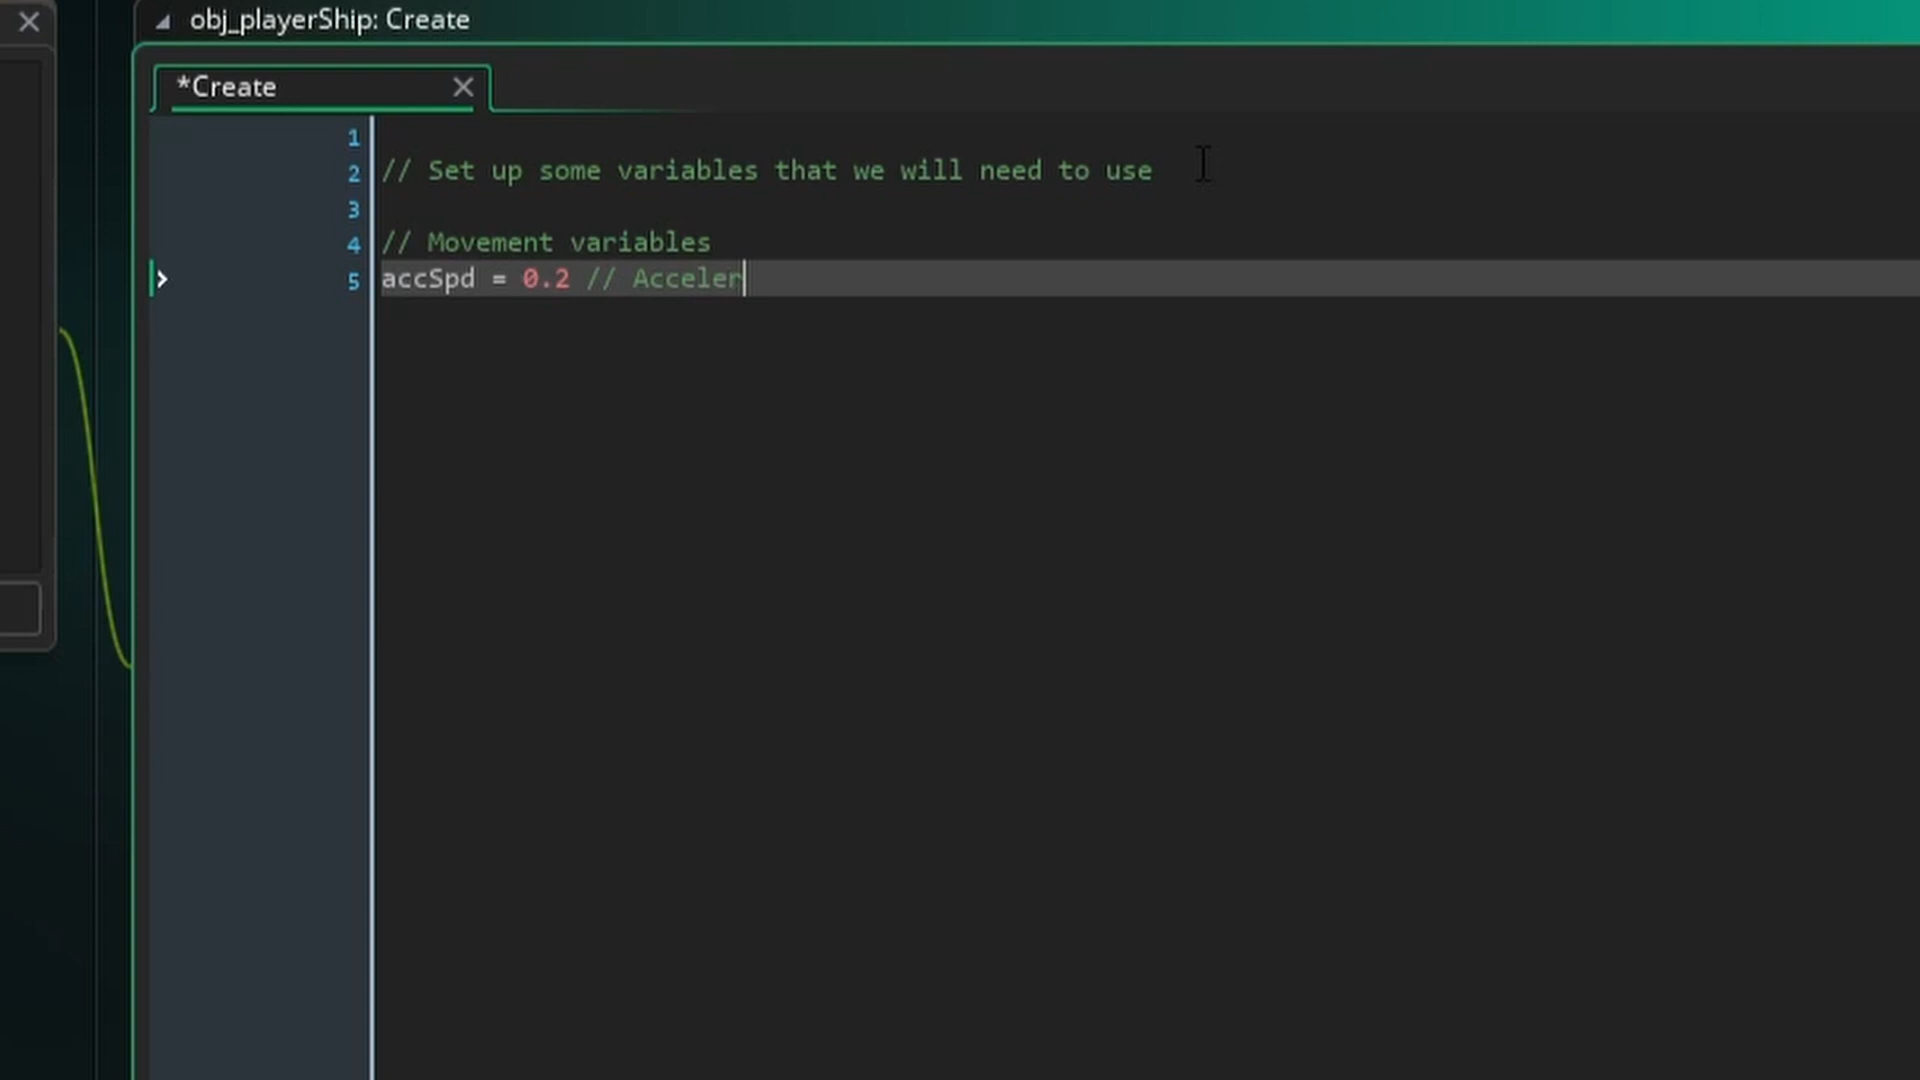 obj_playerShip: Create
*Create
1
2 // Set up some variables that we will need to use
3
4 // Movement variables
5 accSpd = 0.2 // Acceler